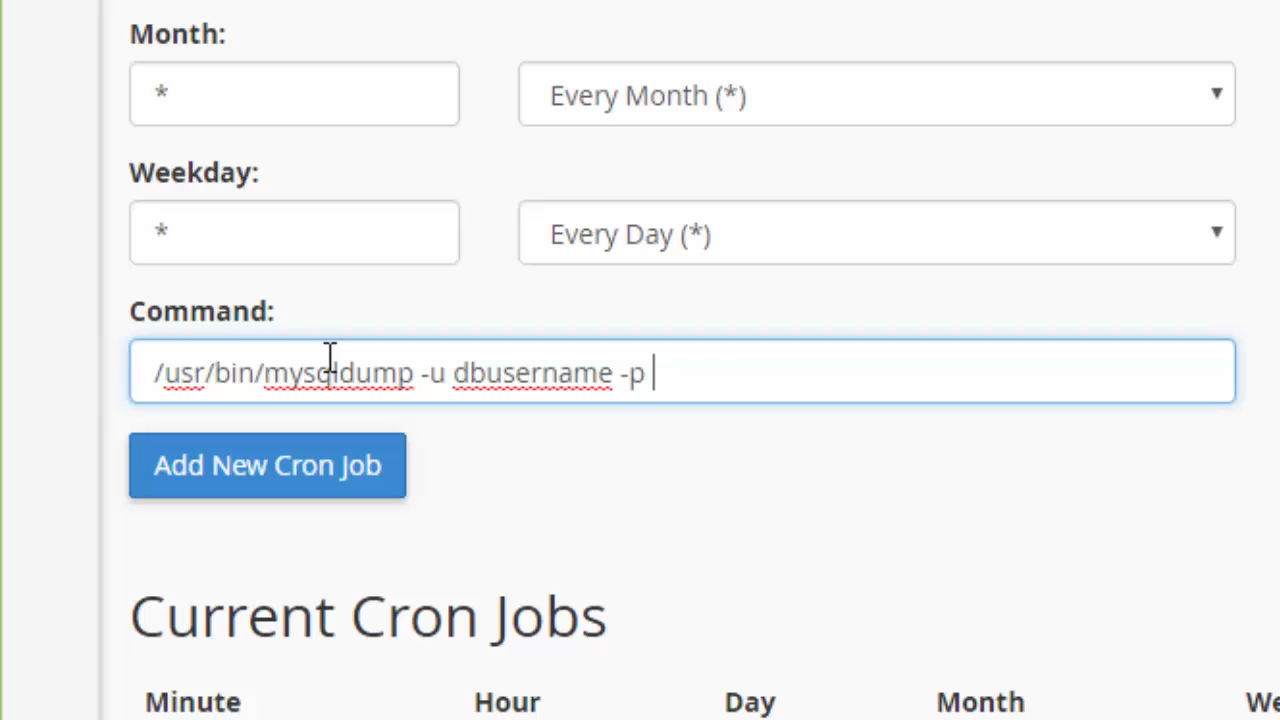 Month:
* Every Month (*)
Weekday:
* Every Day (*)
Command:
/usr/bin/mysqldump -u dbusername -p
Add New Cron Job
Current Cron Jobs
Minute Hour Day Month